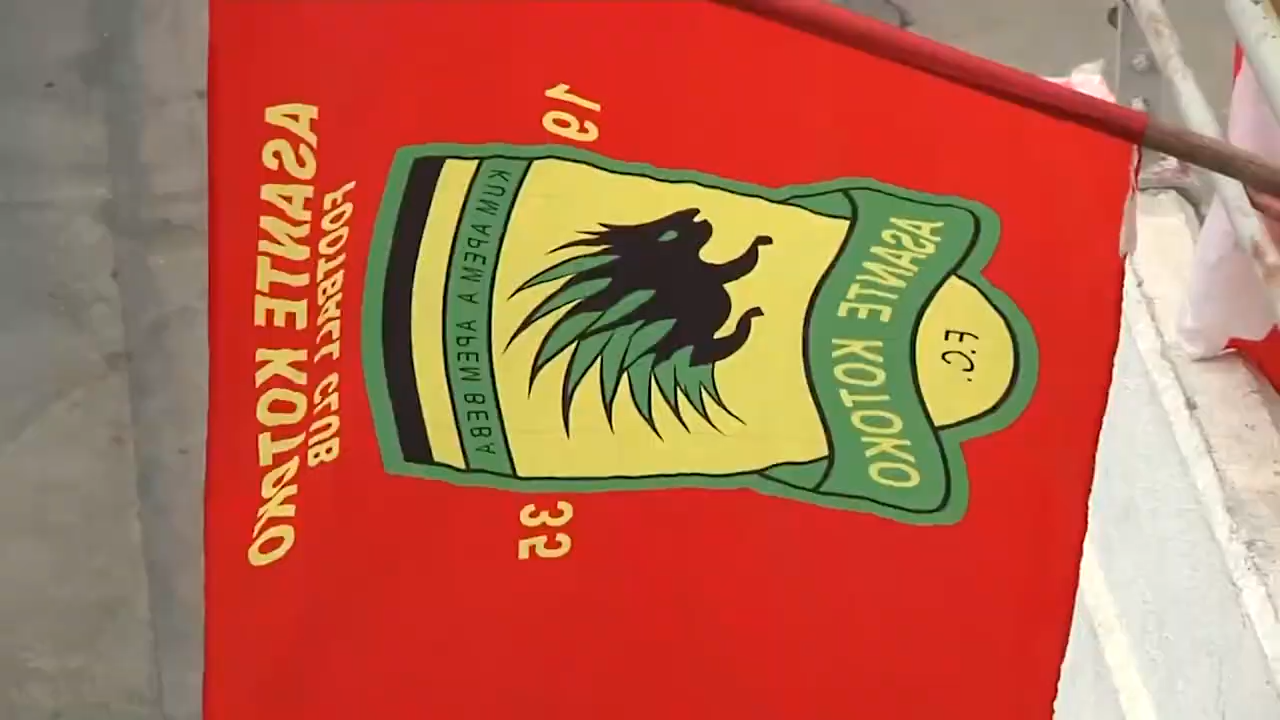 F.C.
ASANTE KOTOKO
19 35
KUM APEM A APEM BEBA
FOOTBALL CLUB
ASANTE KOTOKO